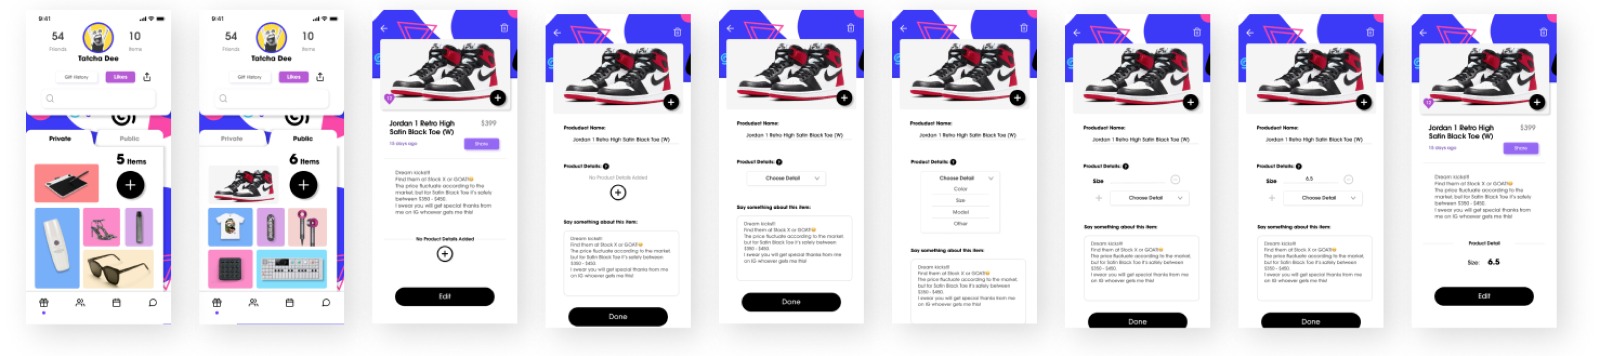 9:41
54
Friends
10
Items
Tatcha Dee
Gift History
Likes
Private
Public
5 Items
9:41
54
Friends
10
Items
Tatcha Dee
Gift History
Likes
Private
Public
6 Items
Jordan 1 Retro High
Satin Black Toe (W)
$399
15 days ago
Share
Dream kicks!!!
Find them at Stock X or GOAT😊
The price fluctuate according to the
market, but for Satin Black Toe it's safely
between $350 - $450.
I swear you will get special thanks from
me on IG whoever gets me this!
No Product Details Added
Edit
Produdest Name:
Jordan 1 Retro High Satin Black Toe (W)
Product Details:
No Product Details Added
Say something about this item:
Dream kicks!!!
Find them at Stock X or GOAT😊
The price fluctuate according to the market,
but for Satin Black Toe it's safely between
$350 - $450.
I swear you will get special thanks from me
on IG whoever gets me this!
Done
Produdest Name:
Jordan 1 Retro High Satin Black Toe (W)
Product Details:
Choose Detail
Say something about this item:
Dream kicks!!!
Find them at Stock X or GOAT😊
The price fluctuate according to the market,
but for Satin Black Toe it's safely between
$350 - $450.
I swear you will get special thanks from me
on IG whoever gets me this!
Done
Produdest Name:
Jordan 1 Retro High Satin Black Toe (W)
Product Details:
Choose Detail
Color
Size
Model
Other
Say something about this item:
Dream kicks!!!
Find them at Stock X or GOAT😊
The price fluctuate according to the market,
but for Satin Black Toe it's safely between
$350 - $450.
I swear you will get special thanks from me
on IG whoever gets me this!
Produdest Name:
Jordan 1 Retro High Satin Black Toe (W)
Product Details:
Size
Choose Detail
Say something about this item:
Dream kicks!!!
Find them at Stock X or GOAT😊
The price fluctuate according to the market,
but for Satin Black Toe it's safely between
$350 - $450.
I swear you will get special thanks from me
on IG whoever gets me this!
Done
Produdest Name:
Jordan 1 Retro High Satin Black Toe (W)
Product Details:
Size
6.5
Choose Detail
Say something about this item:
Dream kicks!!!
Find them at Stock X or GOAT😊
The price fluctuate according to the market,
but for Satin Black Toe it's safely between
$350 - $450.
I swear you will get special thanks from me
on IG whoever gets me this!
Done
Jordan 1 Retro High
Satin Black Toe (W)
$399
15 days ago
Share
Dream kicks!!!
Find them at Stock X or GOAT😊
The price fluctuate according to the
market, but for Satin Black Toe it's safely
between $350 - $450.
I swear you will get special thanks from
me on IG whoever gets me this!
Product Detail
Size: 6.5
Edit